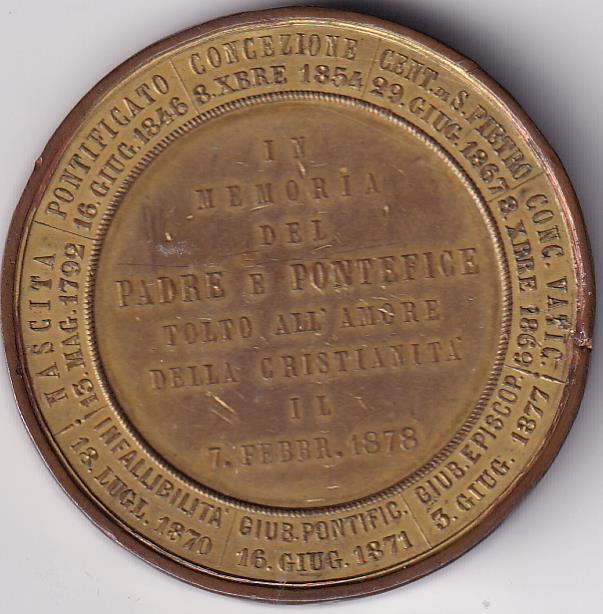 NASCITA
13. MAG. 1792
PONTIFICATO
16. GIUG. 1846
CONCEZIONE
8. XBRE 1854
CENT. DI S. PIETRO
29. GIUG. 1867
CONC. VATIC.
8. XBRE 1869
GIUB. EPISCOP.
3. GIUG. 1877
GIUB. PONTIFIC.
16. GIUG. 1871
INFALLIBILITA'
18. LUGL. 1870
IN
MEMORIA
DEL
PADRE E PONTEFICE
TOLTO ALL'AMORE
DELLA CRISTIANITA'
IL
7. FEBBR. 1878